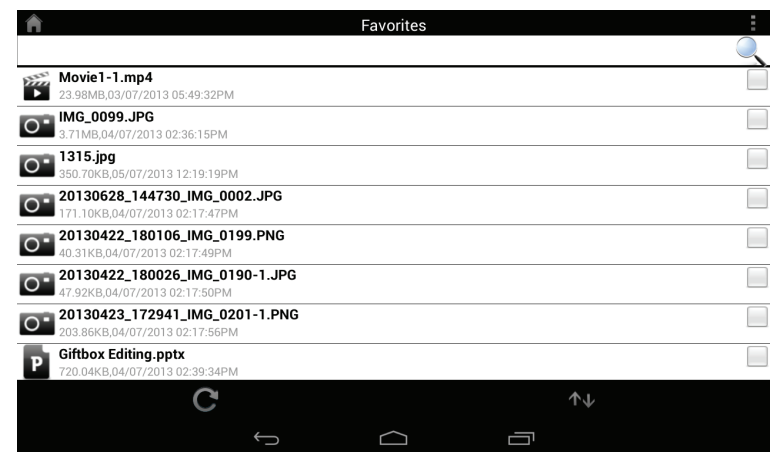 Favorites
Movie1-1.mp4
23.98MB,03/07/2013 05:49:32PM
IMG_0099.JPG
3.71MB,04/07/2013 02:36:15PM
1315.jpg
350.70KB,05/07/2013 12:19:19PM
20130628_144730_IMG_0002.JPG
171.10KB,04/07/2013 02:17:47PM
20130422_180106_IMG_0199.PNG
40.31KB,04/07/2013 02:17:49PM
20130422_180026_IMG_0190-1.JPG
47.92KB,04/07/2013 02:17:50PM
20130423_172941_IMG_0201-1.PNG
203.86KB,04/07/2013 02:17:56PM
P
Giftbox Editing.pptx
720.04KB,04/07/2013 02:39:34PM